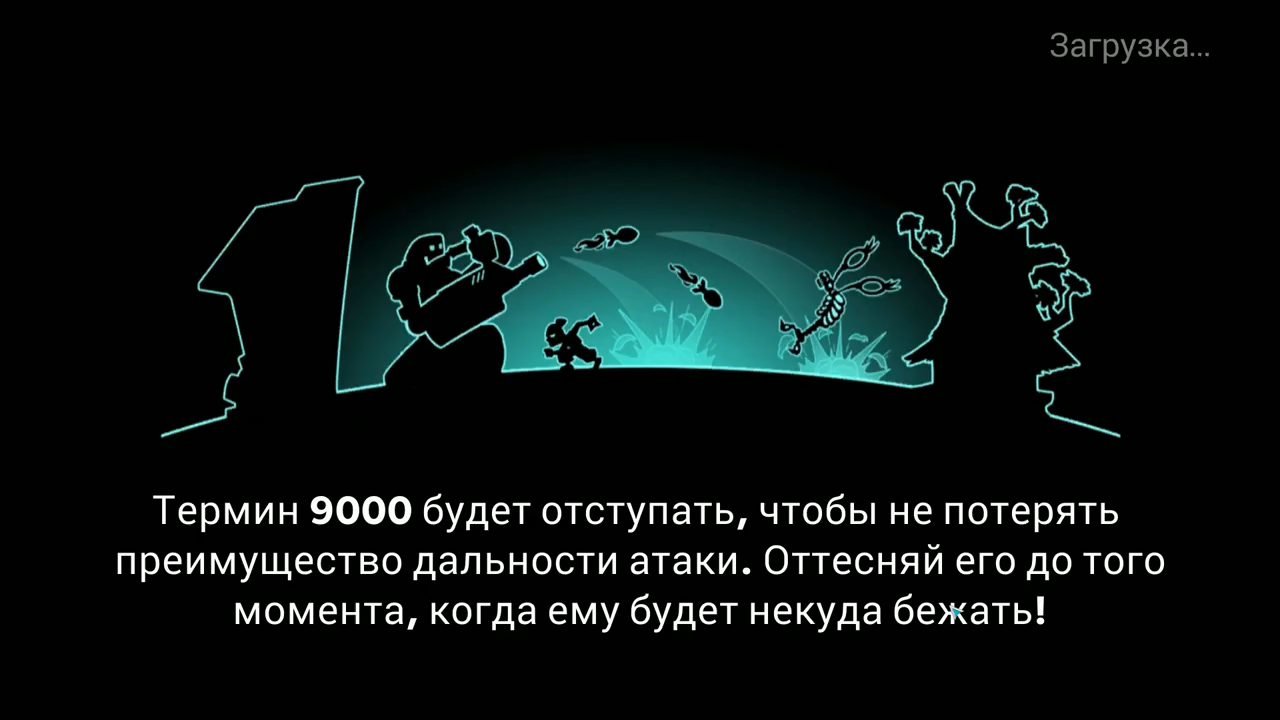 Загрузка...
Термин 9000 будет отступать, чтобы не потерять
преимущество дальности атаки. Оттесняй его до того
момента, когда ему будет некуда бежать!